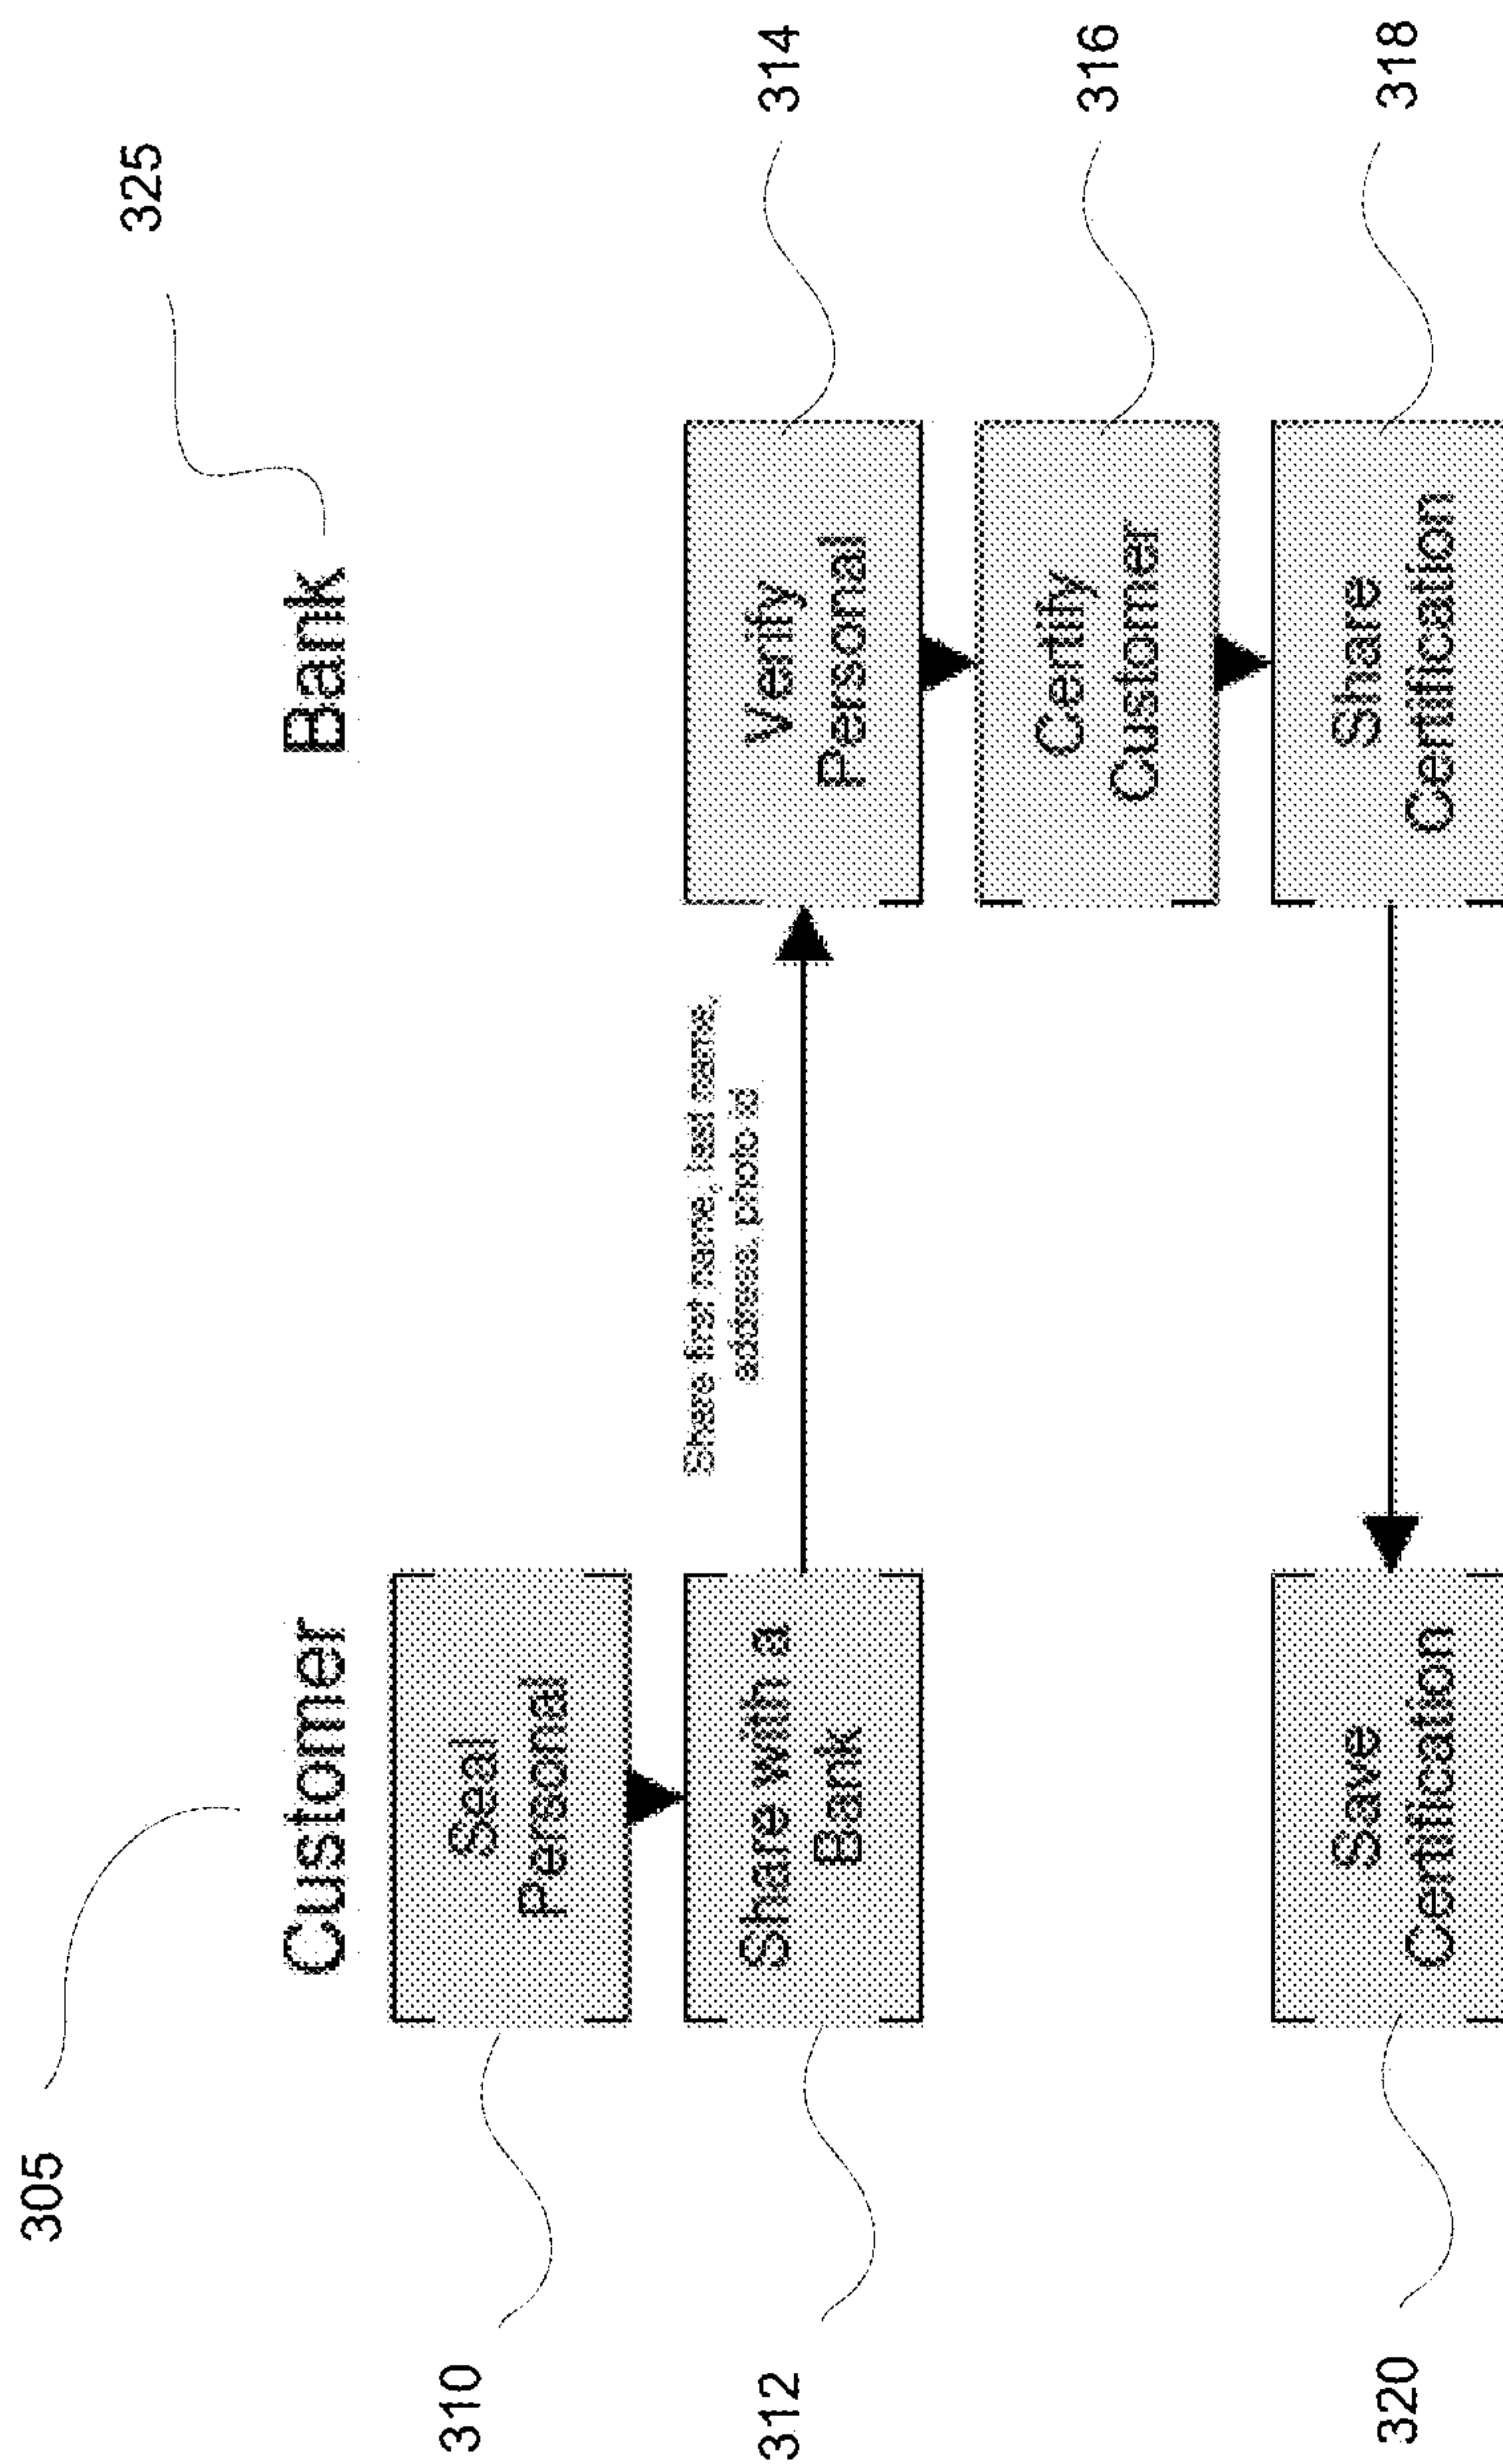 305
325
Customer
Bank
310
Seal
Personal
312
Share with a
Bank
Share first name, last name,
address, photo id
Verify
Personal
314
Certify
Customer
316
320
Save
Certification
Share
Certification
318